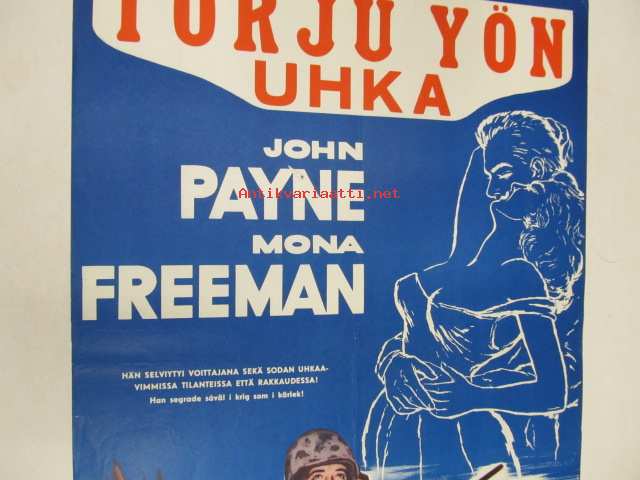 TORJU YÖN
UHKA
JOHN
PAYNE
Antikvariaatti.net
MONA
FREEMAN
HÄN SELVIYTYI VOITTAJANA SEKÄ SODAN UHKAA-
VIMMISSA TILANTEISSA ETTÄ RAKKAUDESSA!
Han segrade såväl i krig som i kärlek!